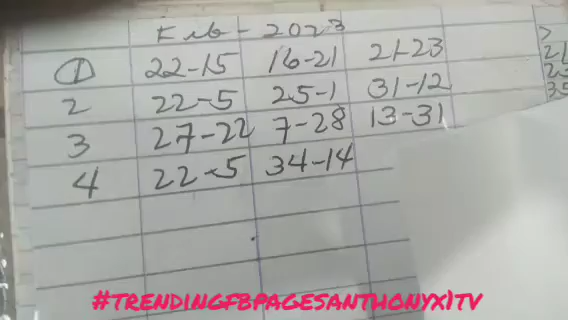 Feb - 2023
1 22-15 16-21 21-23
2 22-5 25-1 31-12
3 27-22 7-28 13-31
4 22-5 34-14
#TRENDINGFBPAGESANTHONYX1TV